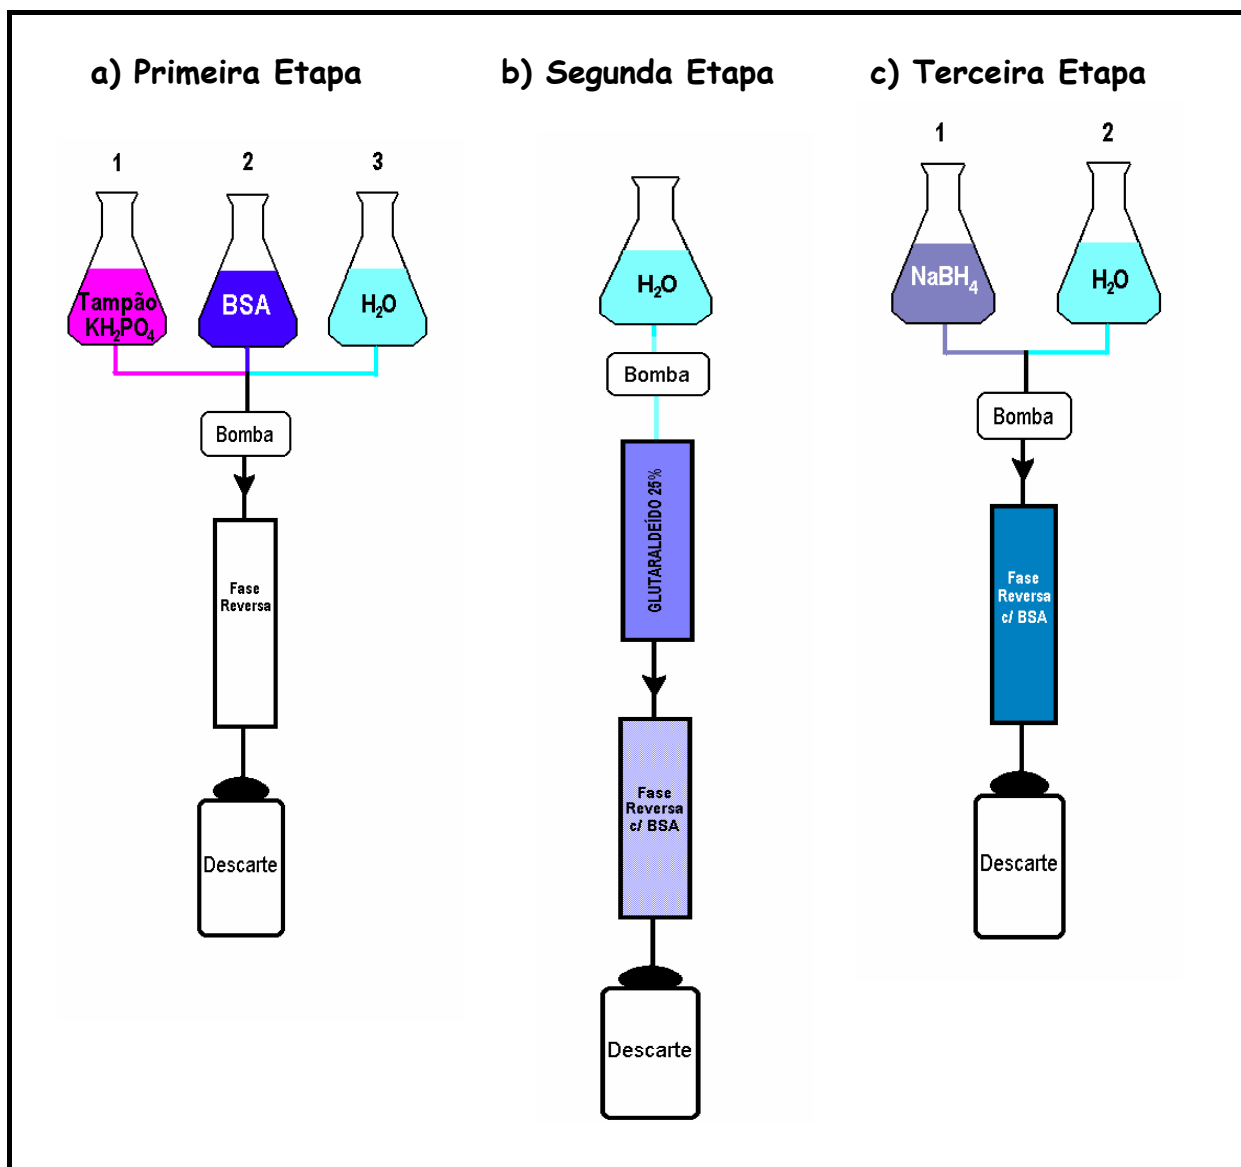 a) Primeira Etapa
1
2
3
Tampão
KH₂PO₄
BSA
H₂O
Bomba
Fase
Reversa
Descarte
b) Segunda Etapa
H₂O
Bomba
GLUTARALDEÍDO 25%
Fase
Reversa
c/ BSA
Descarte
c) Terceira Etapa
1
2
NaBH₄
H₂O
Bomba
Fase
Reversa
c/ BSA
Descarte